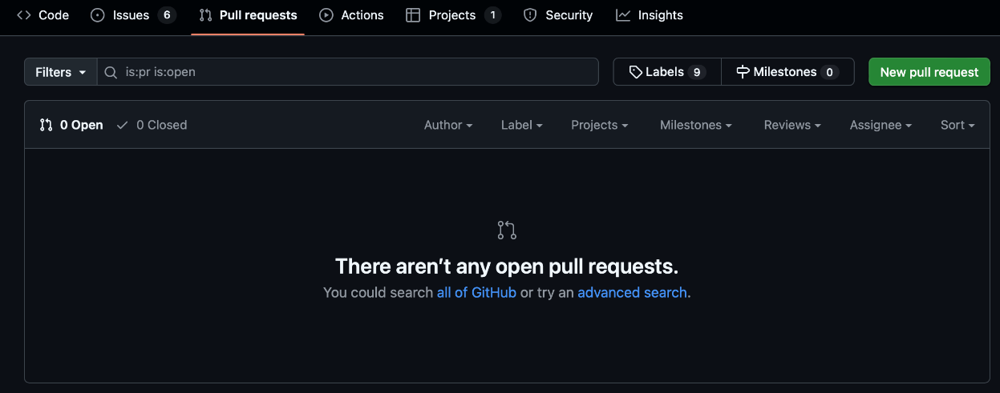 Code Issues 6 Pull requests Actions Projects 1 Security Insights
Filters is:pr is:open Labels 9 Milestones 0 New pull request
0 Open 0 Closed Author Label Projects Milestones Reviews Assignee Sort
There aren’t any open pull requests.
You could search all of GitHub or try an advanced search.